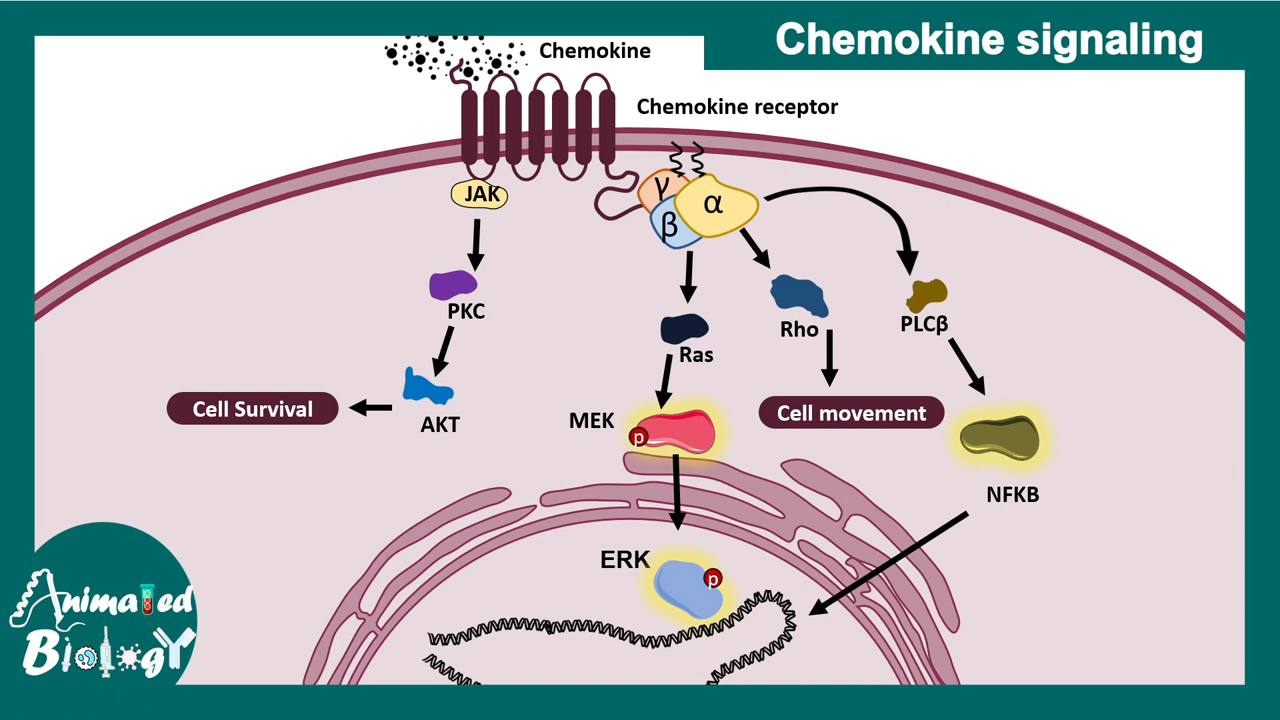 Chemokine signaling
Chemokine
Chemokine receptor
JAK
γ
α
β
PKC
Rho
PLCβ
Ras
Cell Survival
AKT
MEK
p
Cell movement
NFKB
ERK
p
Animated
Biology